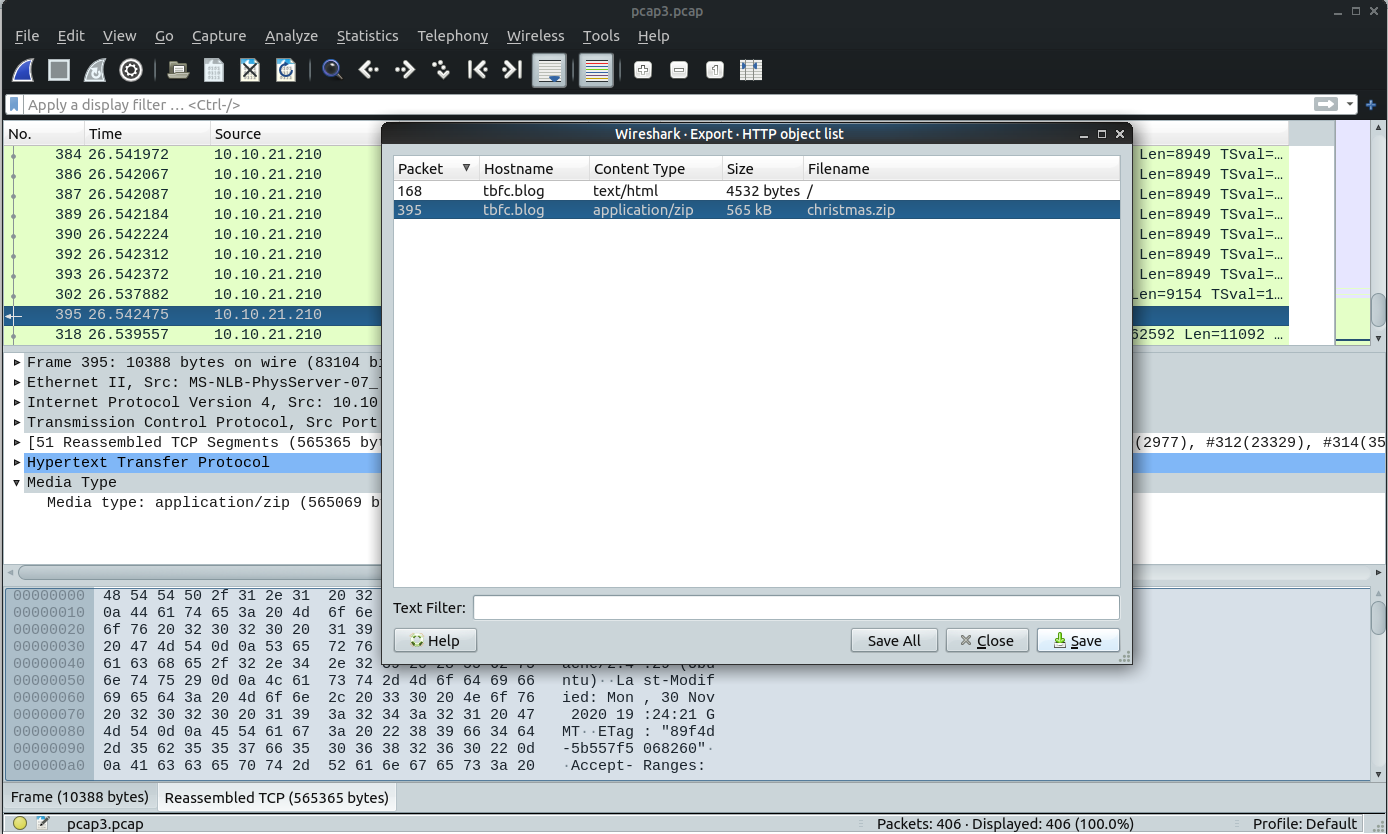 pcap3.pcap
File Edit View Go Capture Analyze Statistics Telephony Wireless Tools Help
Apply a display filter … <Ctrl-/>
No. Time Source
384 26.541972 10.10.21.210 Len=8949 TSval=…
386 26.542067 10.10.21.210 Len=8949 TSval=…
387 26.542087 10.10.21.210 Len=8949 TSval=…
389 26.542184 10.10.21.210 Len=8949 TSval=…
390 26.542224 10.10.21.210 Len=8949 TSval=…
392 26.542312 10.10.21.210 Len=8949 TSval=…
393 26.542372 10.10.21.210 Len=8949 TSval=…
302 26.537882 10.10.21.210 Len=9154 TSval=1…
395 26.542475 10.10.21.210
318 26.539557 10.10.21.210 62592 Len=11092 …
Wireshark · Export · HTTP object list
Packet Hostname Content Type Size Filename
168 tbfc.blog text/html 4532 bytes /
395 tbfc.blog application/zip 565 kB christmas.zip
Text Filter:
Help Save All Close Save
Frame 395: 10388 bytes on wire (83104 bi
Ethernet II, Src: MS-NLB-PhysServer-07_
Internet Protocol Version 4, Src: 10.10
Transmission Control Protocol, Src Port
[51 Reassembled TCP Segments (565365 by (2977), #312(23329), #314(35
Hypertext Transfer Protocol
Media Type
Media type: application/zip (565069 b
00000000 48 54 54 50 2f 31 2e 31 20 32
00000010 0a 44 61 74 65 3a 20 4d 6f 6e
00000020 6f 76 20 32 30 32 30 20 31 39
00000030 20 47 4d 54 0d 0a 53 65 72 76
00000040 61 63 68 65 2f 32 2e 34 2e 32
00000050 6e 74 75 29 0d 0a 4c 61 73 74 2d 4d 6f 64 69 66 ntu)··La st-Modif
00000060 69 65 64 3a 20 4d 6f 6e 2c 20 33 30 20 4e 6f 76 ied: Mon , 30 Nov
00000070 20 32 30 32 30 20 31 39 3a 32 34 3a 32 31 20 47 2020 19 :24:21 G
00000080 4d 54 0d 0a 45 54 61 67 3a 20 22 38 39 66 34 64 MT··ETag : "89f4d
00000090 2d 35 62 35 35 37 66 35 30 36 38 32 36 30 22 0d -5b557f5 068260"·
000000a0 0a 41 63 63 65 70 74 2d 52 61 6e 67 65 73 3a 20 ·Accept- Ranges:
Frame (10388 bytes) Reassembled TCP (565365 bytes)
pcap3.pcap Packets: 406 · Displayed: 406 (100.0%) Profile: Default